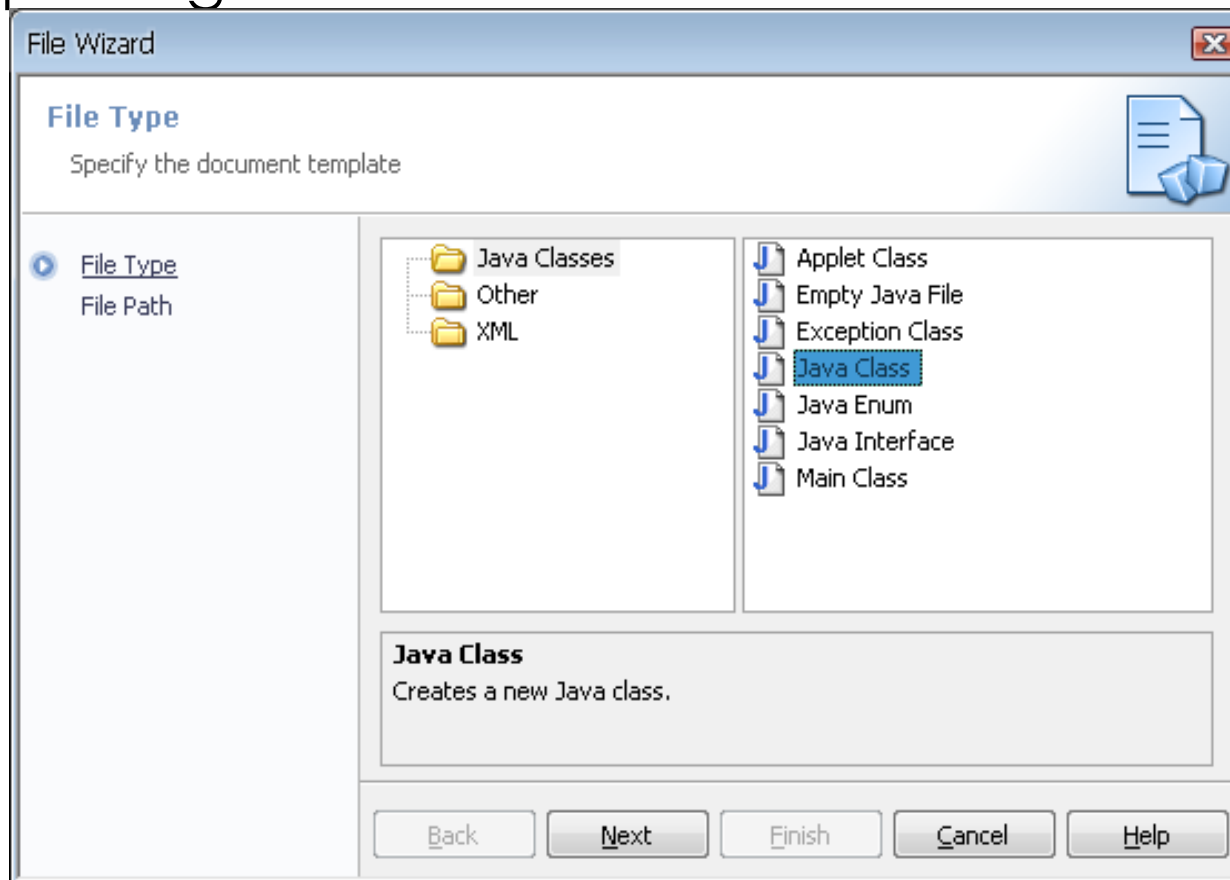 File Wizard
File Type
Specify the document template
File Type
File Path
Java Classes
Other
XML
Applet Class
Empty Java File
Exception Class
Java Class
Java Enum
Java Interface
Main Class
Java Class
Creates a new Java class.
Back
Next
Finish
Cancel
Help